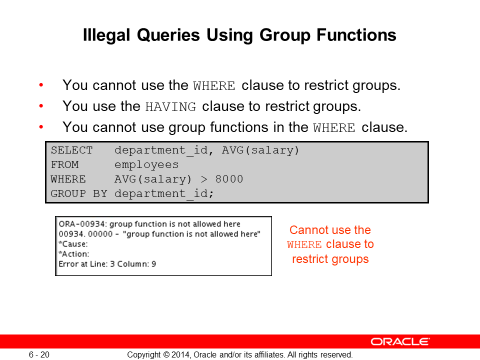 Illegal Queries Using Group Functions
• You cannot use the WHERE clause to restrict groups.
• You use the HAVING clause to restrict groups.
• You cannot use group functions in the WHERE clause.
SELECT department_id, AVG(salary)
FROM employees
WHERE AVG(salary) > 8000
GROUP BY department_id;
ORA-00934: group function is not allowed here
00934. 00000 - "group function is not allowed here"
*Cause:
*Action:
Error at Line: 3 Column: 9
Cannot use the
WHERE clause to
restrict groups
ORACLE
6 - 20 Copyright © 2014, Oracle and/or its affiliates. All rights reserved.